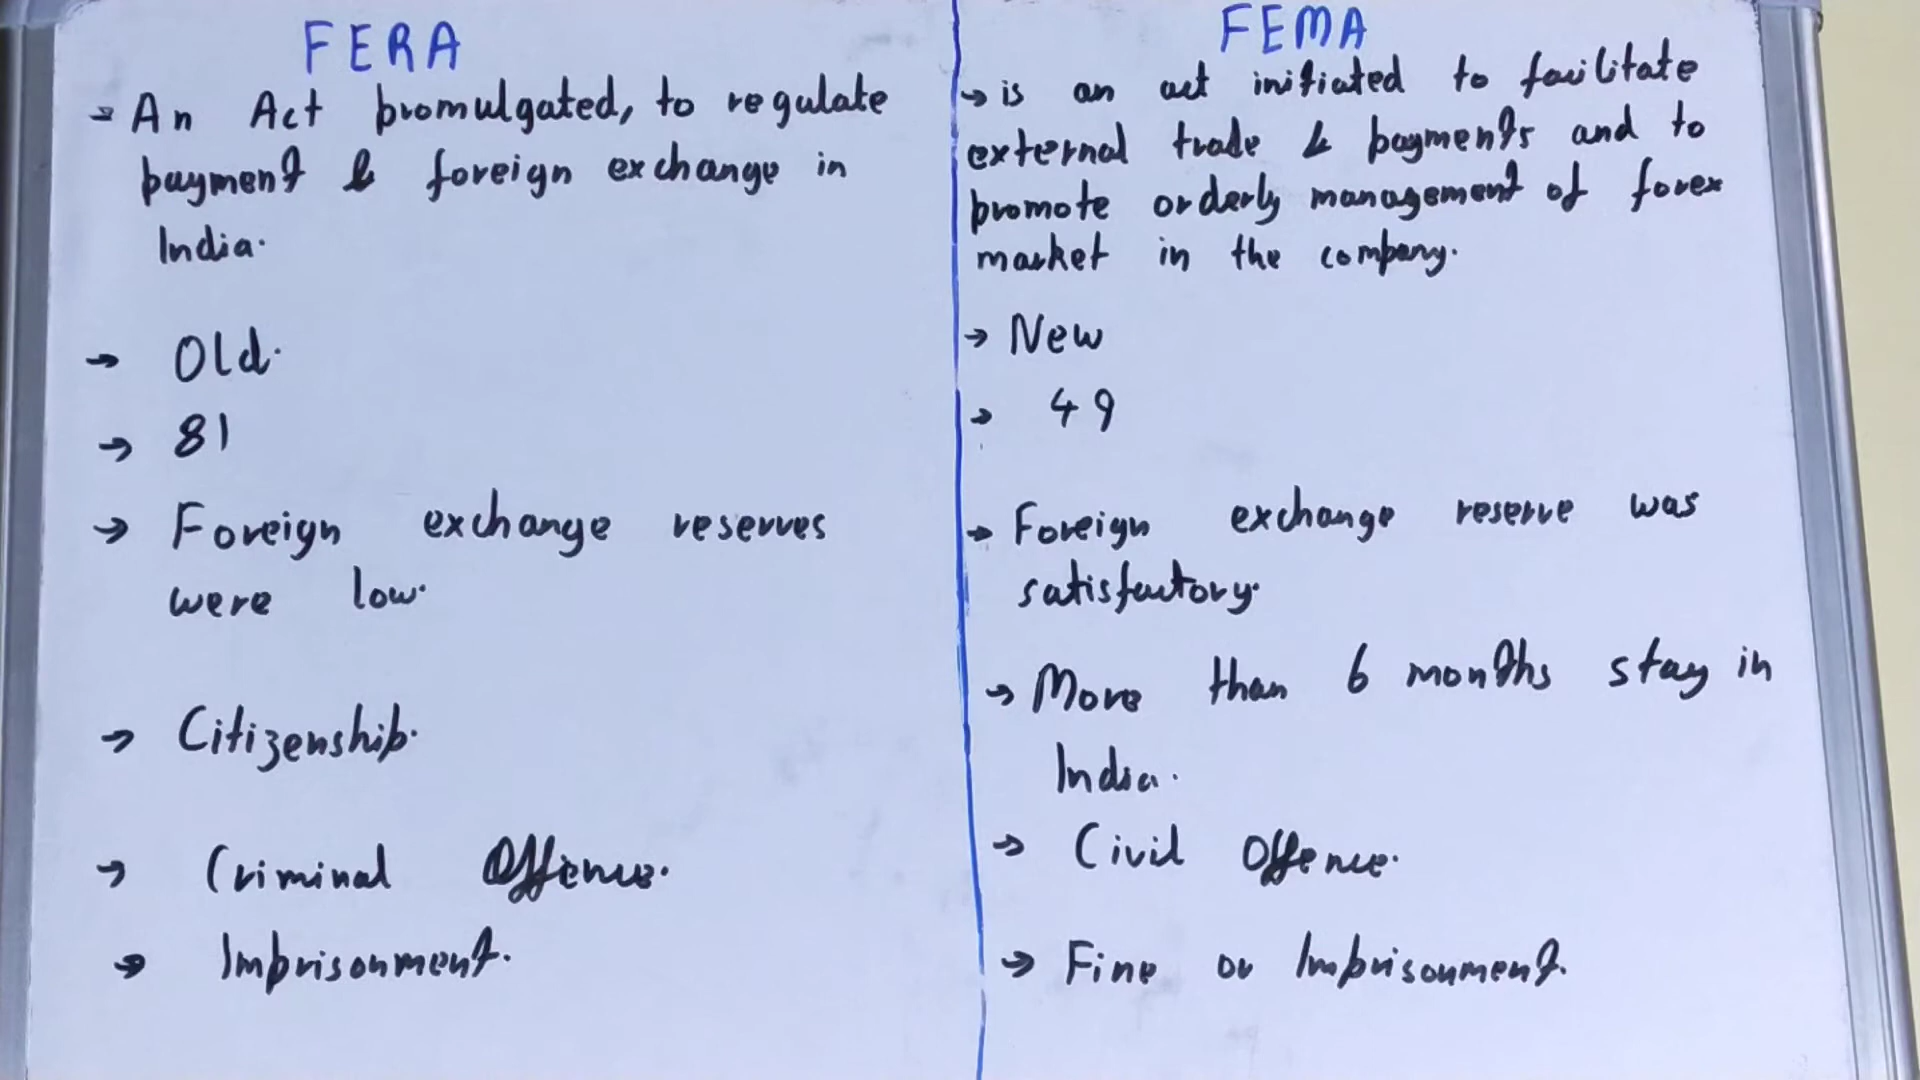 FERA
→ An Act promulgated, to regulate
payment & foreign exchange in
India.
→ Old.
→ 81
→ Foreign exchange reserves
were low.
→ Citizenship.
→ Criminal Offence.
→ Imprisonment.
FEMA
→ is an act initiated to facilitate
external trade & payments and to
promote orderly management of forex
market in the company.
→ New
→ 49
→ Foreign exchange reserve was
satisfactory.
→ More than 6 months stay in
India.
→ Civil Offence.
→ Fine or Imprisonment.